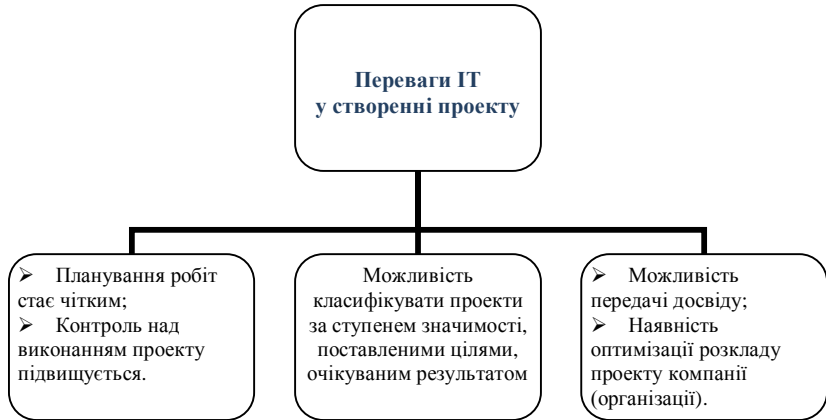 Переваги ІТ
у створенні проекту
➢ Планування робіт
стає чітким;
➢ Контроль над
виконанням проекту
підвищується.
Можливість
класифікувати проекти
за ступенем значимості,
поставленими цілями,
очікуваним результатом
➢ Можливість
передачі досвіду;
➢ Наявність
оптимізації розкладу
проекту компанії
(організації).